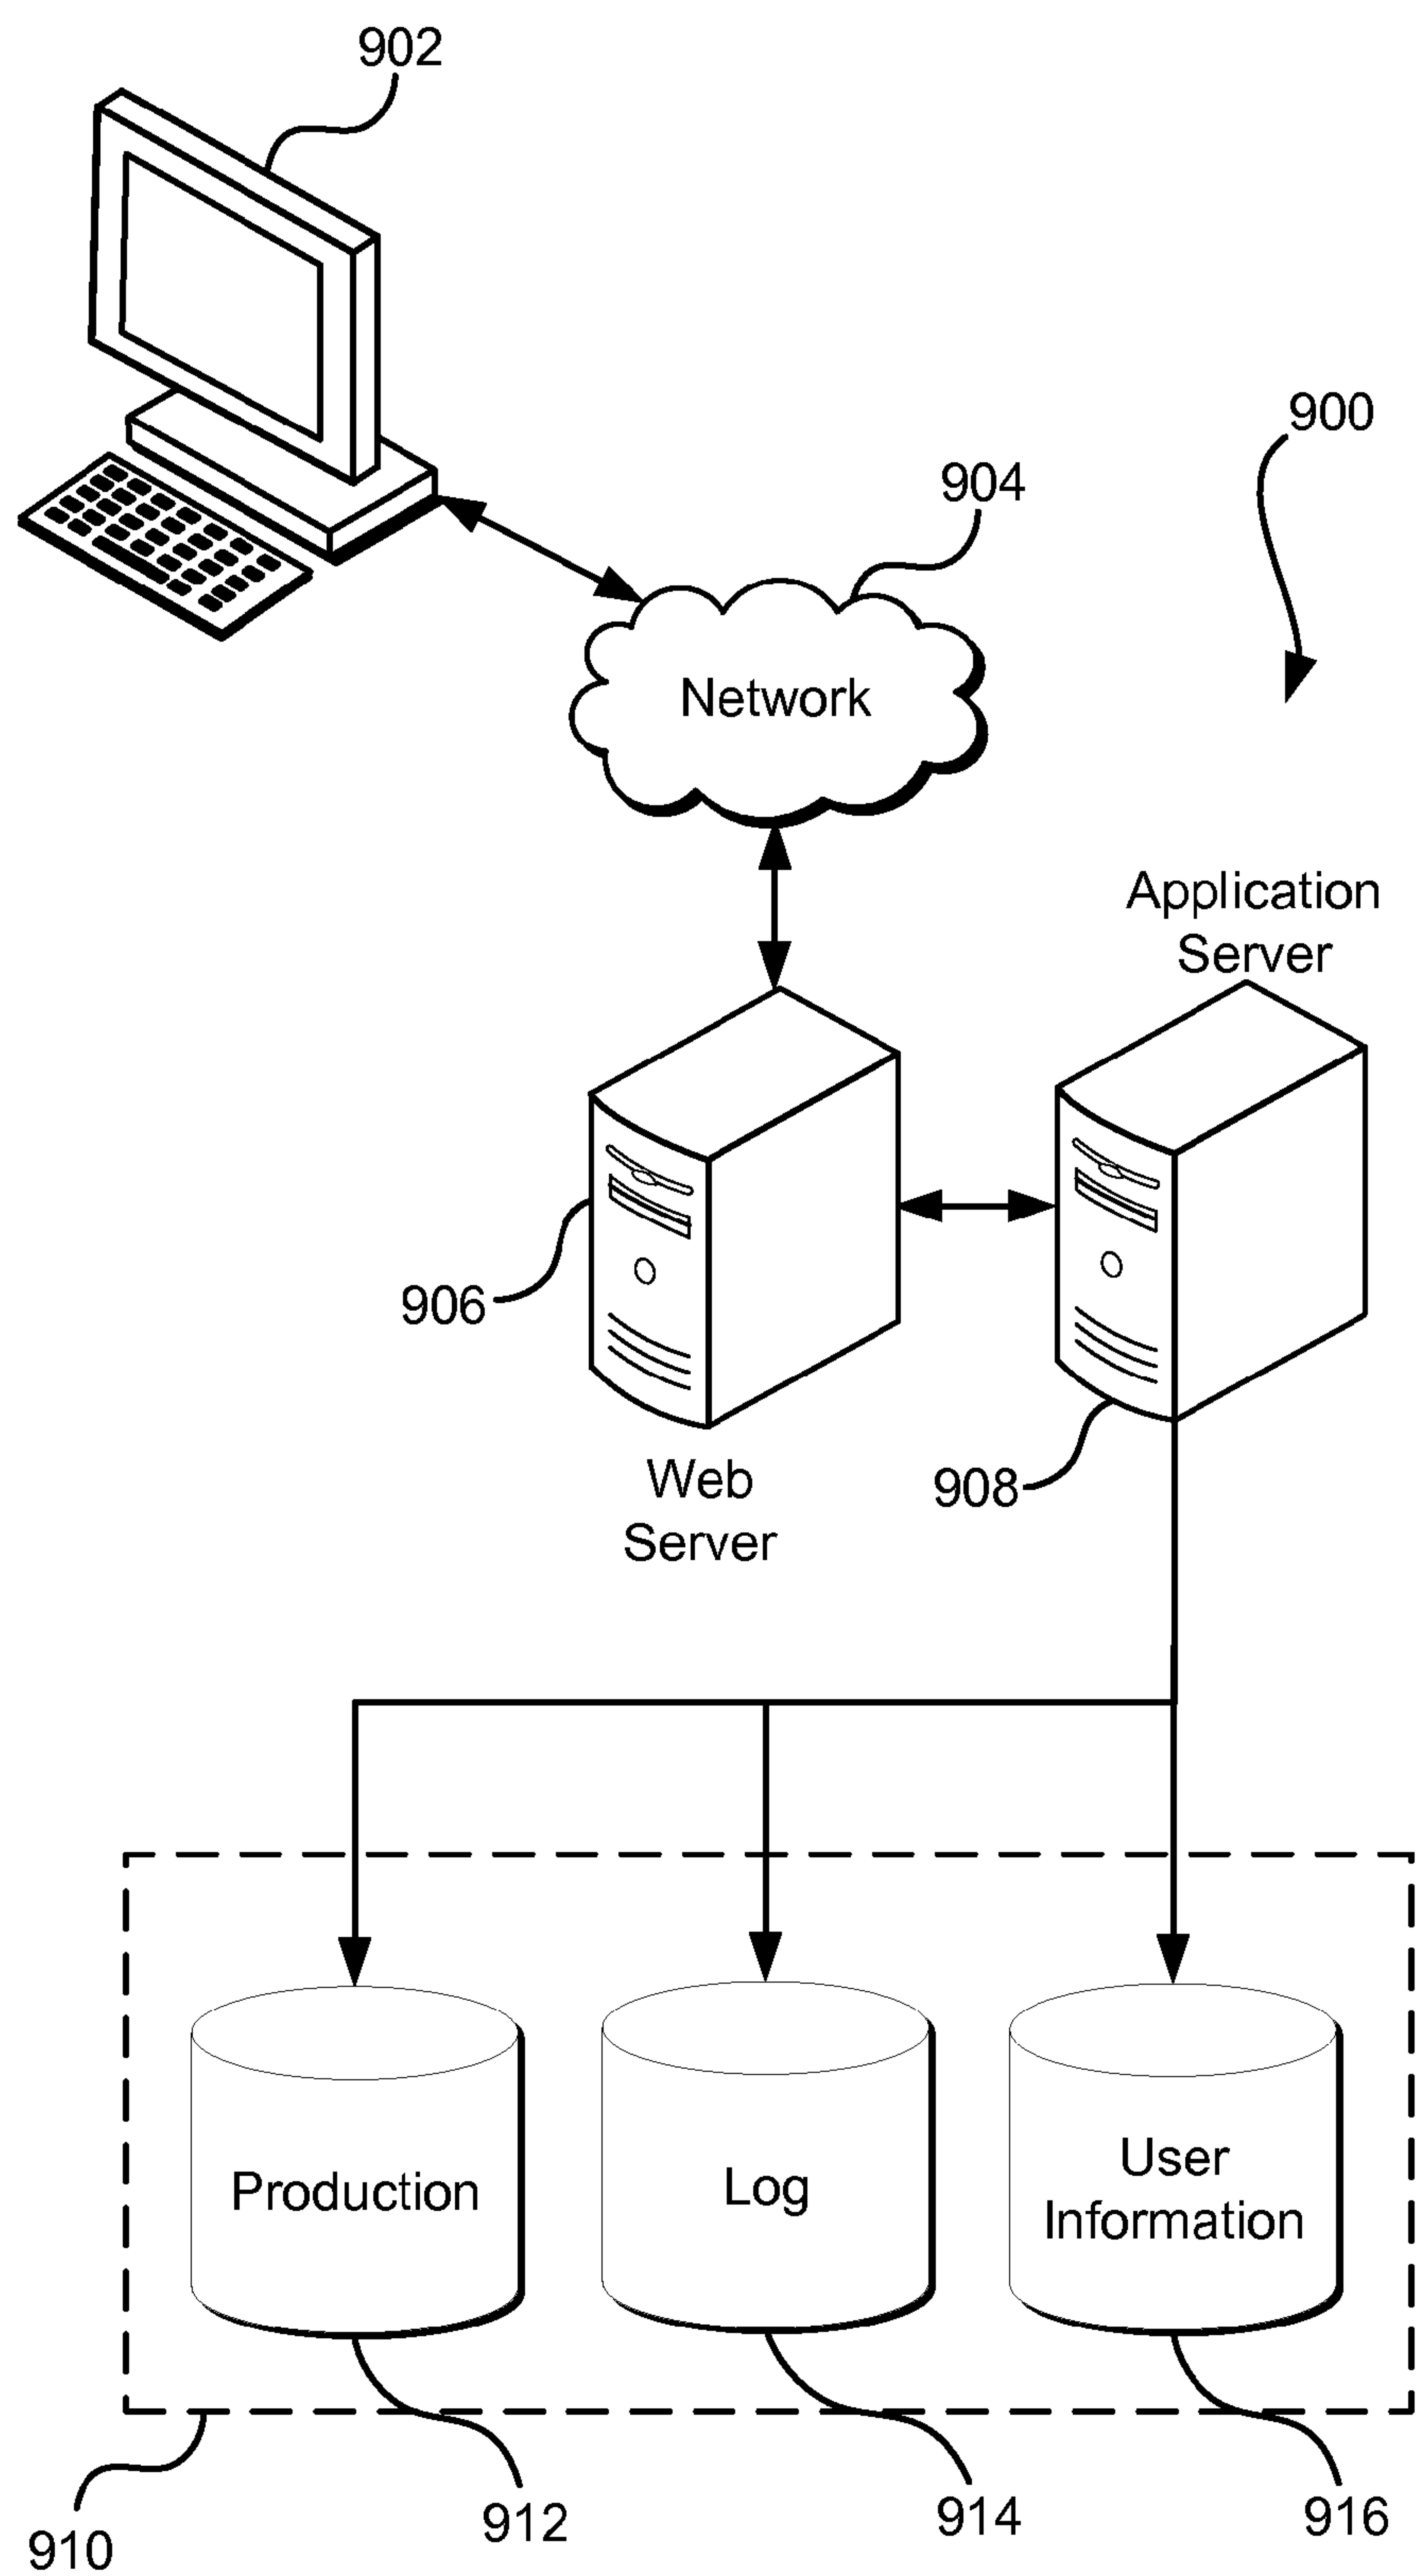 902
900
904
Network
Application
Server
906
Web
Server
908
Production
Log
User
Information
910
912
914
916